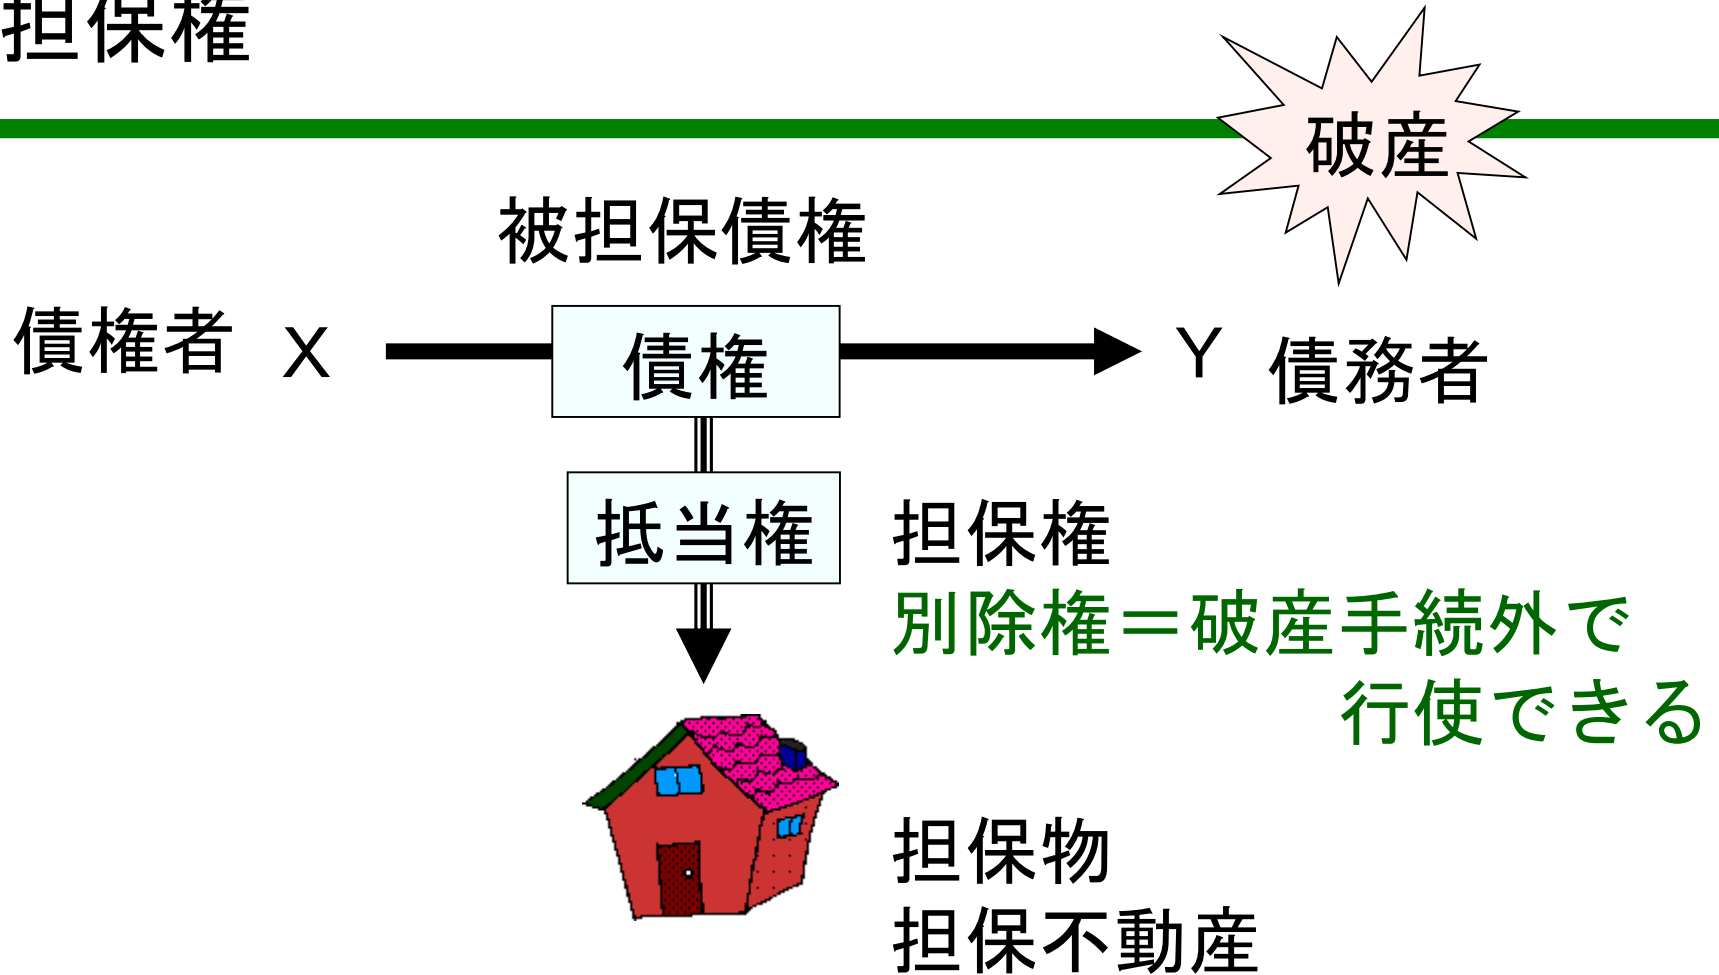 担保権
破産
被担保債権
債権者 X
債権
Y 債務者
抵当権
担保権
別除権＝破産手続外で
行使できる
担保物
担保不動産